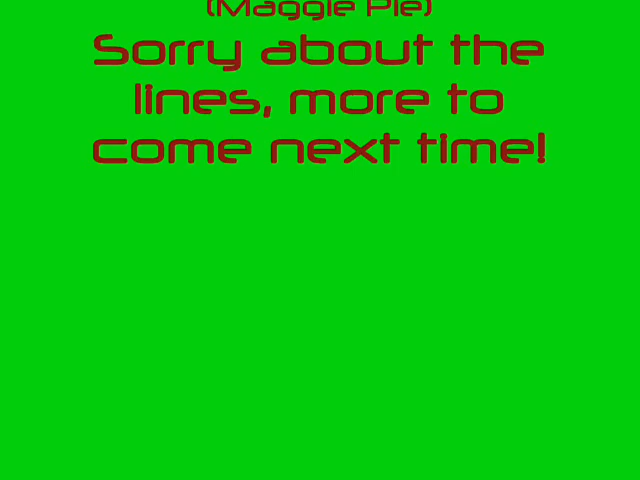 (Maggie Pie)
Sorry about the
lines, more to
come next time!